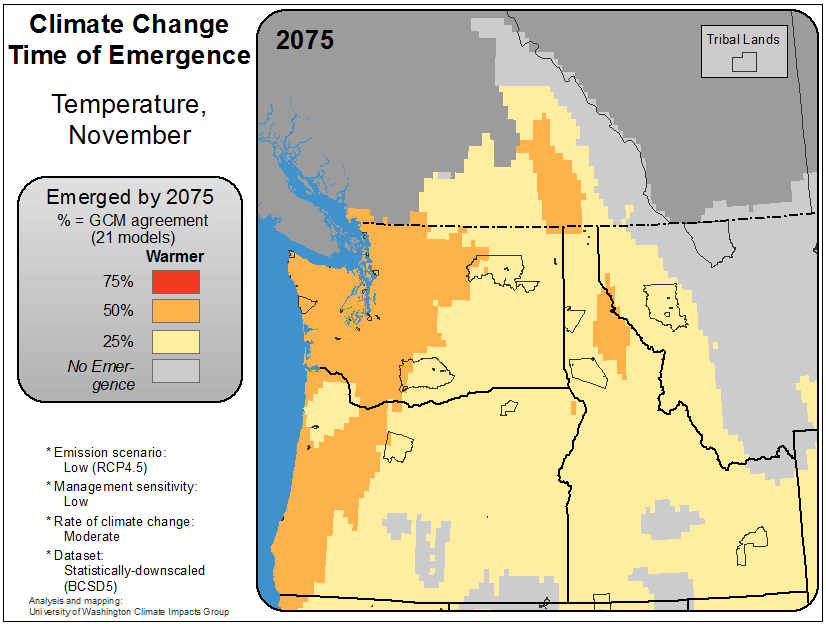 Climate Change
Time of Emergence
Temperature,
November
Emerged by 2075
% = GCM agreement
(21 models)
Warmer
75%
50%
25%
No Emer-
gence
* Emission scenario:
Low (RCP4.5)
* Management sensitivity:
Low
* Rate of climate change:
Moderate
* Dataset:
Statistically-downscaled
(BCSD5)
Analysis and mapping:
University of Washington Climate Impacts Group
2075
Tribal Lands